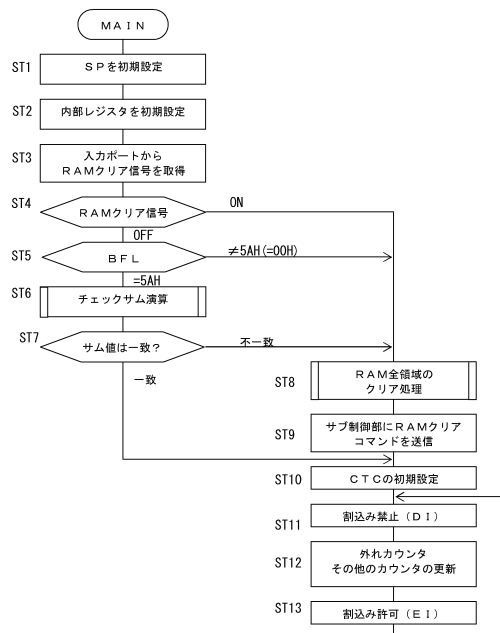 ＭＡＩＮ
ST1
ＳＰを初期設定
ST2
内部レジスタを初期設定
ST3
入力ポートから
ＲＡＭクリア信号を取得
ST4
ＲＡＭクリア信号
ON
OFF
ST5
ＢＦＬ
≠5AH(=00H)
=5AH
ST6
チェックサム演算
ST7
サム値は一致？
不一致
一致
ST8
ＲＡＭ全領域の
クリア処理
ST9
サブ制御部にＲＡＭクリア
コマンドを送信
ST10
ＣＴＣの初期設定
ST11
割込み禁止（ＤＩ）
ST12
外れカウンタ
その他のカウンタの更新
ST13
割込み許可（ＥＩ）